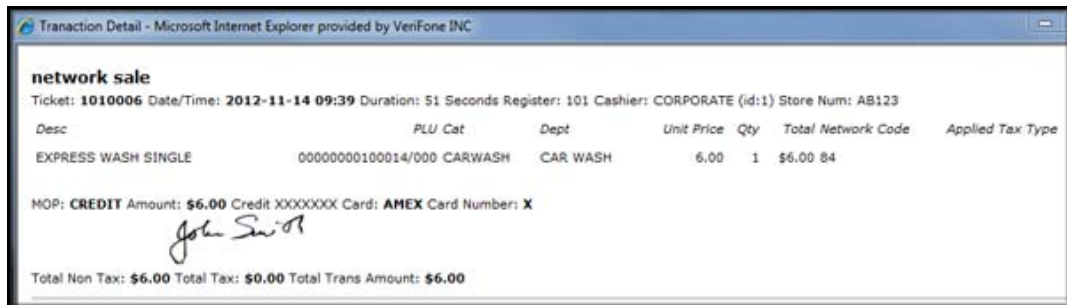 Tranaction Detail - Microsoft Internet Explorer provided by VeriFone INC
network sale
Ticket: 1010006 Date/Time: 2012-11-14 09:39 Duration: 51 Seconds Register: 101 Cashier: CORPORATE (id:1) Store Num: AB123
Desc PLU Cat Dept Unit Price Qty Total Network Code Applied Tax Type
EXPRESS WASH SINGLE 00000000100014/000 CARWASH CAR WASH 6.00 1 $6.00 84
MOP: CREDIT Amount: $6.00 Credit XXXXXXX Card: AMEX Card Number: X
John Smith
Total Non Tax: $6.00 Total Tax: $0.00 Total Trans Amount: $6.00